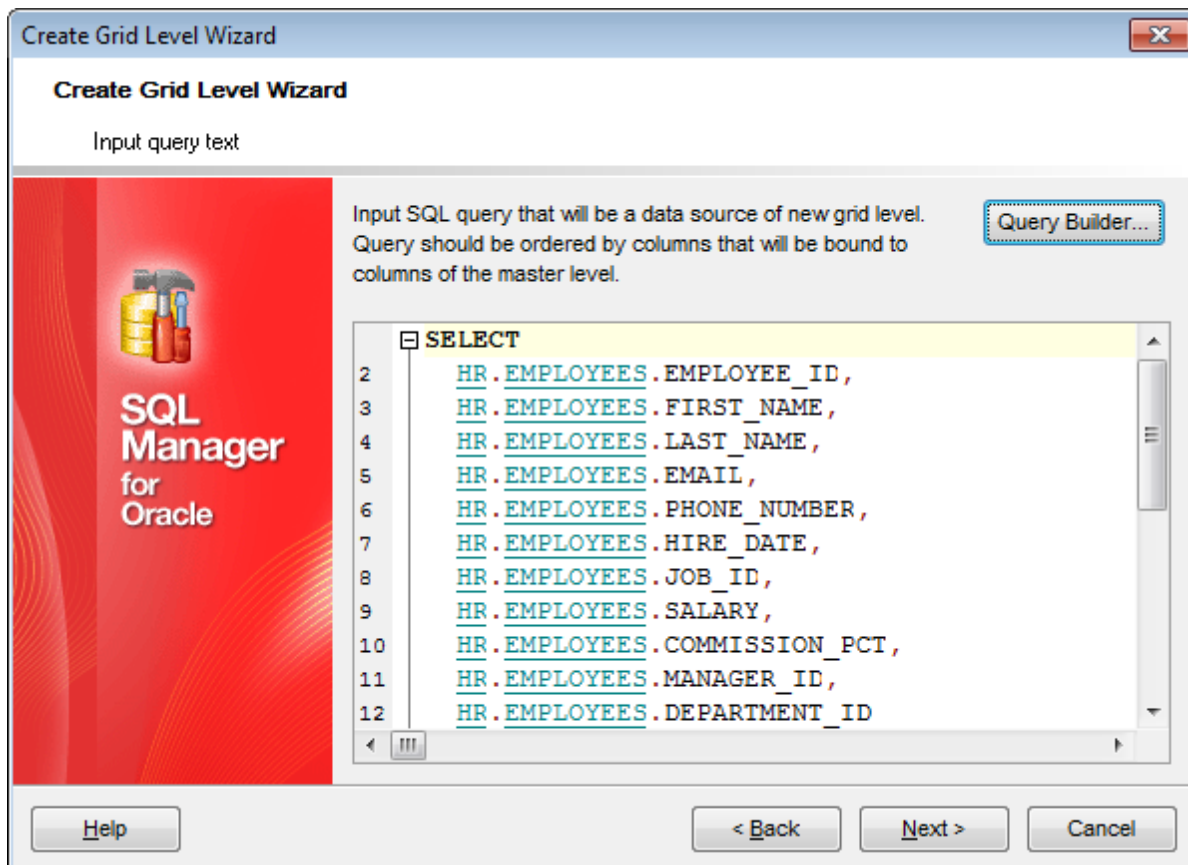 Create Grid Level Wizard
Create Grid Level Wizard
Input query text
Input SQL query that will be a data source of new grid level.
Query should be ordered by columns that will be bound to
columns of the master level.
Query Builder...
SQL
Manager
for
Oracle
SELECT
2 HR.EMPLOYEES.EMPLOYEE_ID,
3 HR.EMPLOYEES.FIRST_NAME,
4 HR.EMPLOYEES.LAST_NAME,
5 HR.EMPLOYEES.EMAIL,
6 HR.EMPLOYEES.PHONE_NUMBER,
7 HR.EMPLOYEES.HIRE_DATE,
8 HR.EMPLOYEES.JOB_ID,
9 HR.EMPLOYEES.SALARY,
10 HR.EMPLOYEES.COMMISSION_PCT,
11 HR.EMPLOYEES.MANAGER_ID,
12 HR.EMPLOYEES.DEPARTMENT_ID
Help
< Back
Next >
Cancel